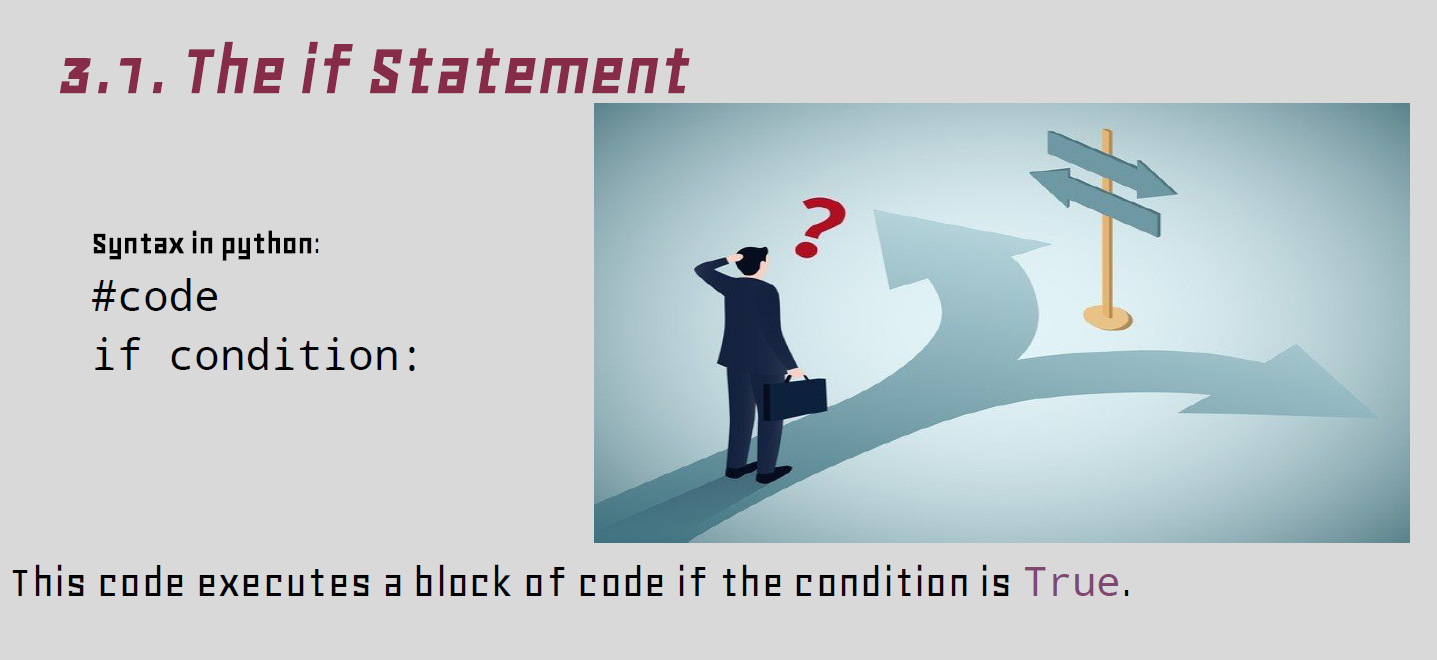 3.1. The if Statement
Syntax in python:
#code
if condition:
?
This code executes a block of code if the condition is True.